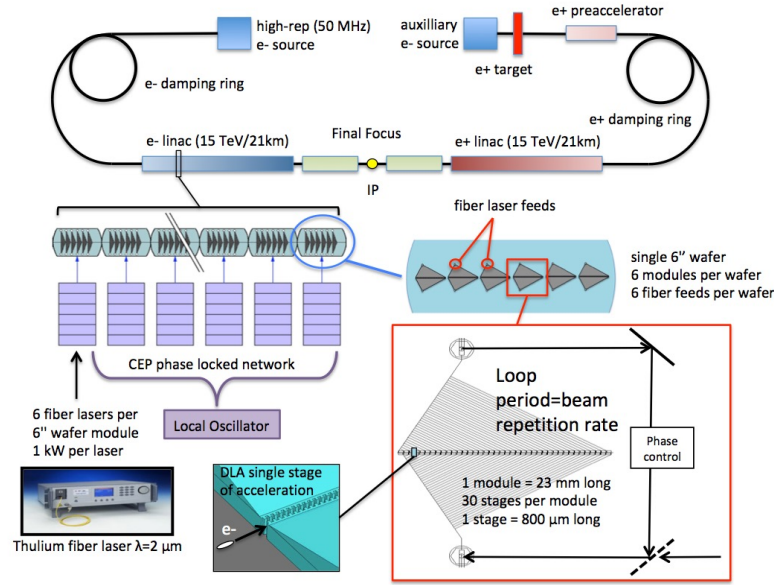 high-rep (50 MHz)
e- source
auxilliary
e- source
e+ preaccelerator
e+ target
e- damping ring
e+ damping ring
e- linac (15 TeV/21km)
Final Focus
e+ linac (15 TeV/21km)
IP
fiber laser feeds
single 6” wafer
6 modules per wafer
6 fiber feeds per wafer
CEP phase locked network
Local Oscillator
6 fiber lasers per
6'' wafer module
1 kW per laser
Thulium fiber laser λ=2 μm
DLA single stage
of acceleration
e-
Loop
period=beam
repetition rate
Phase
control
1 module = 23 mm long
30 stages per module
1 stage = 800 μm long